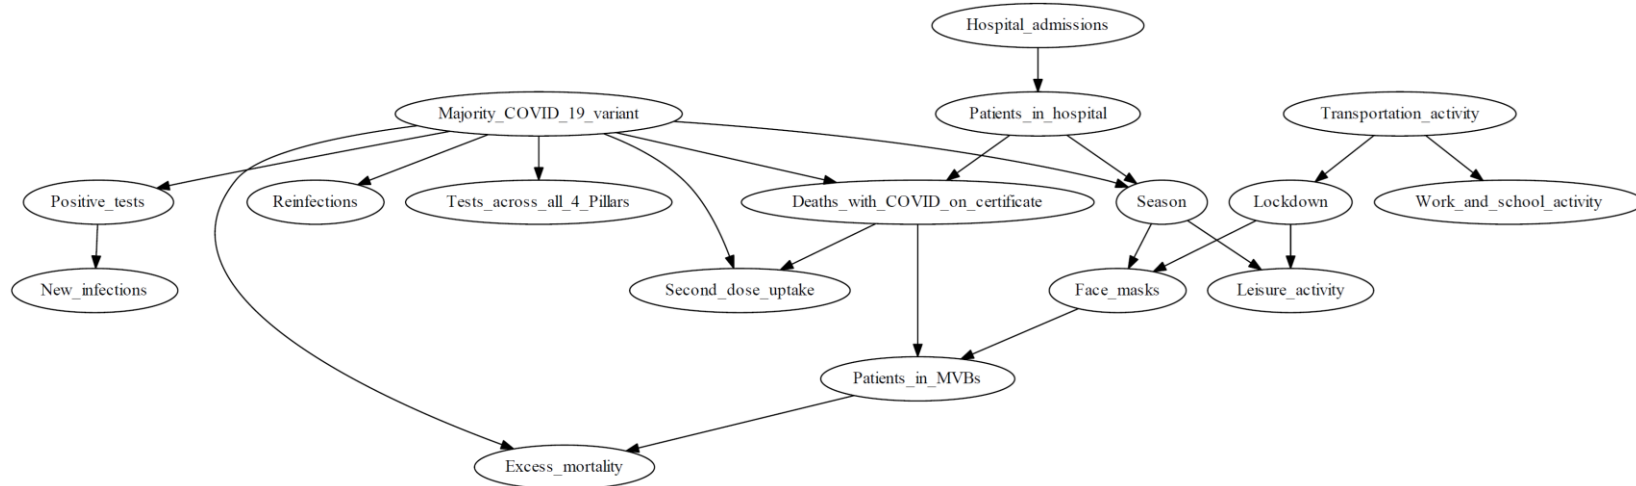 Hospital_admissions
Majority_COVID_19_variant
Patients_in_hospital
Transportation_activity
Positive_tests
Reinfections
Tests_across_all_4_Pillars
Deaths_with_COVID_on_certificate
Season
Lockdown
Work_and_school_activity
New_infections
Second_dose_uptake
Face_masks
Leisure_activity
Patients_in_MVBs
Excess_mortality